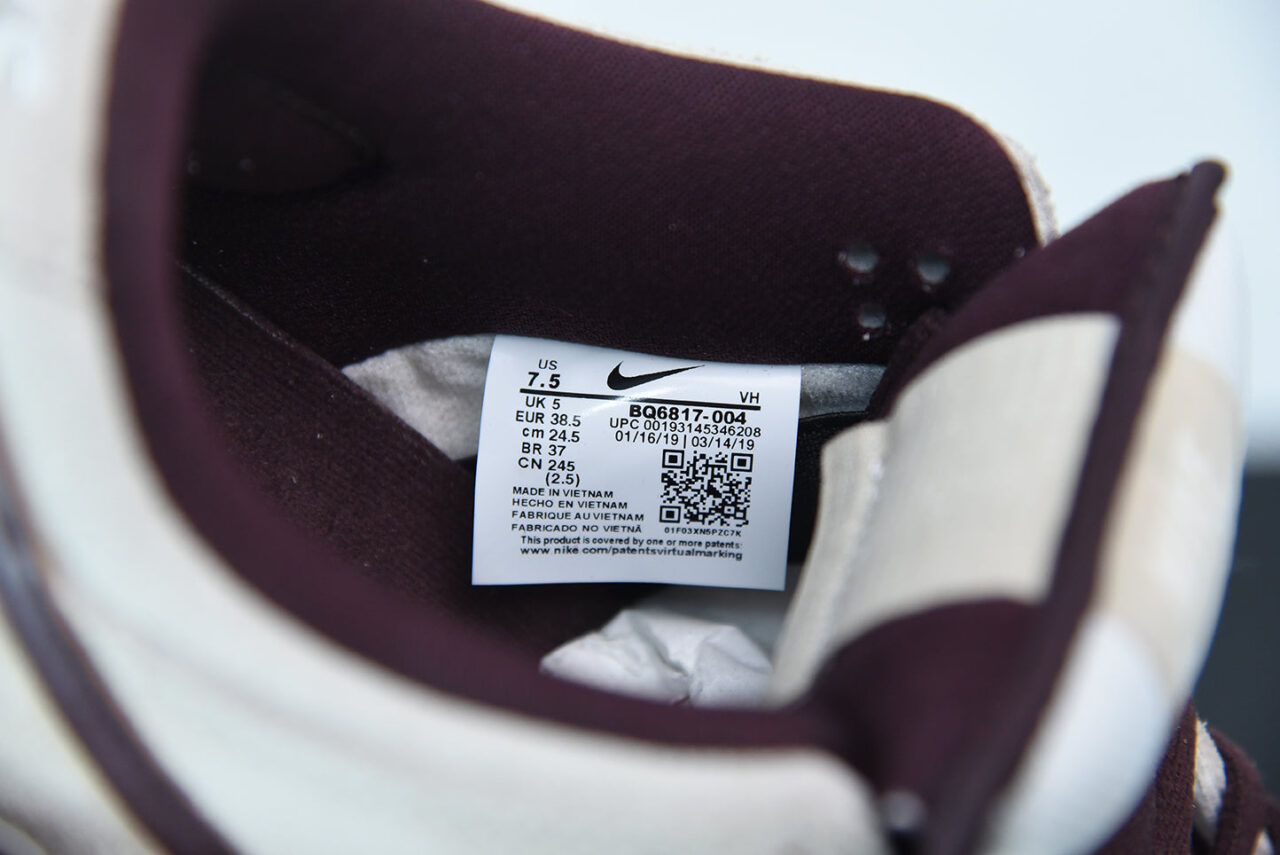 US
7.5
VH
UK 5
EUR 38.5
cm 24.5
BR 37
CN 245
(2.5)
BQ6817-004
UPC 00193145346208
01/16/19 | 03/14/19
MADE IN VIETNAM
HECHO EN VIETNAM
FABRIQUE AU VIETNAM
FABRICADO NO VIETNÃ
01F03XN5PZC7K
This product is covered by one or more patents:
www.nike.com/patentsvirtualmarking